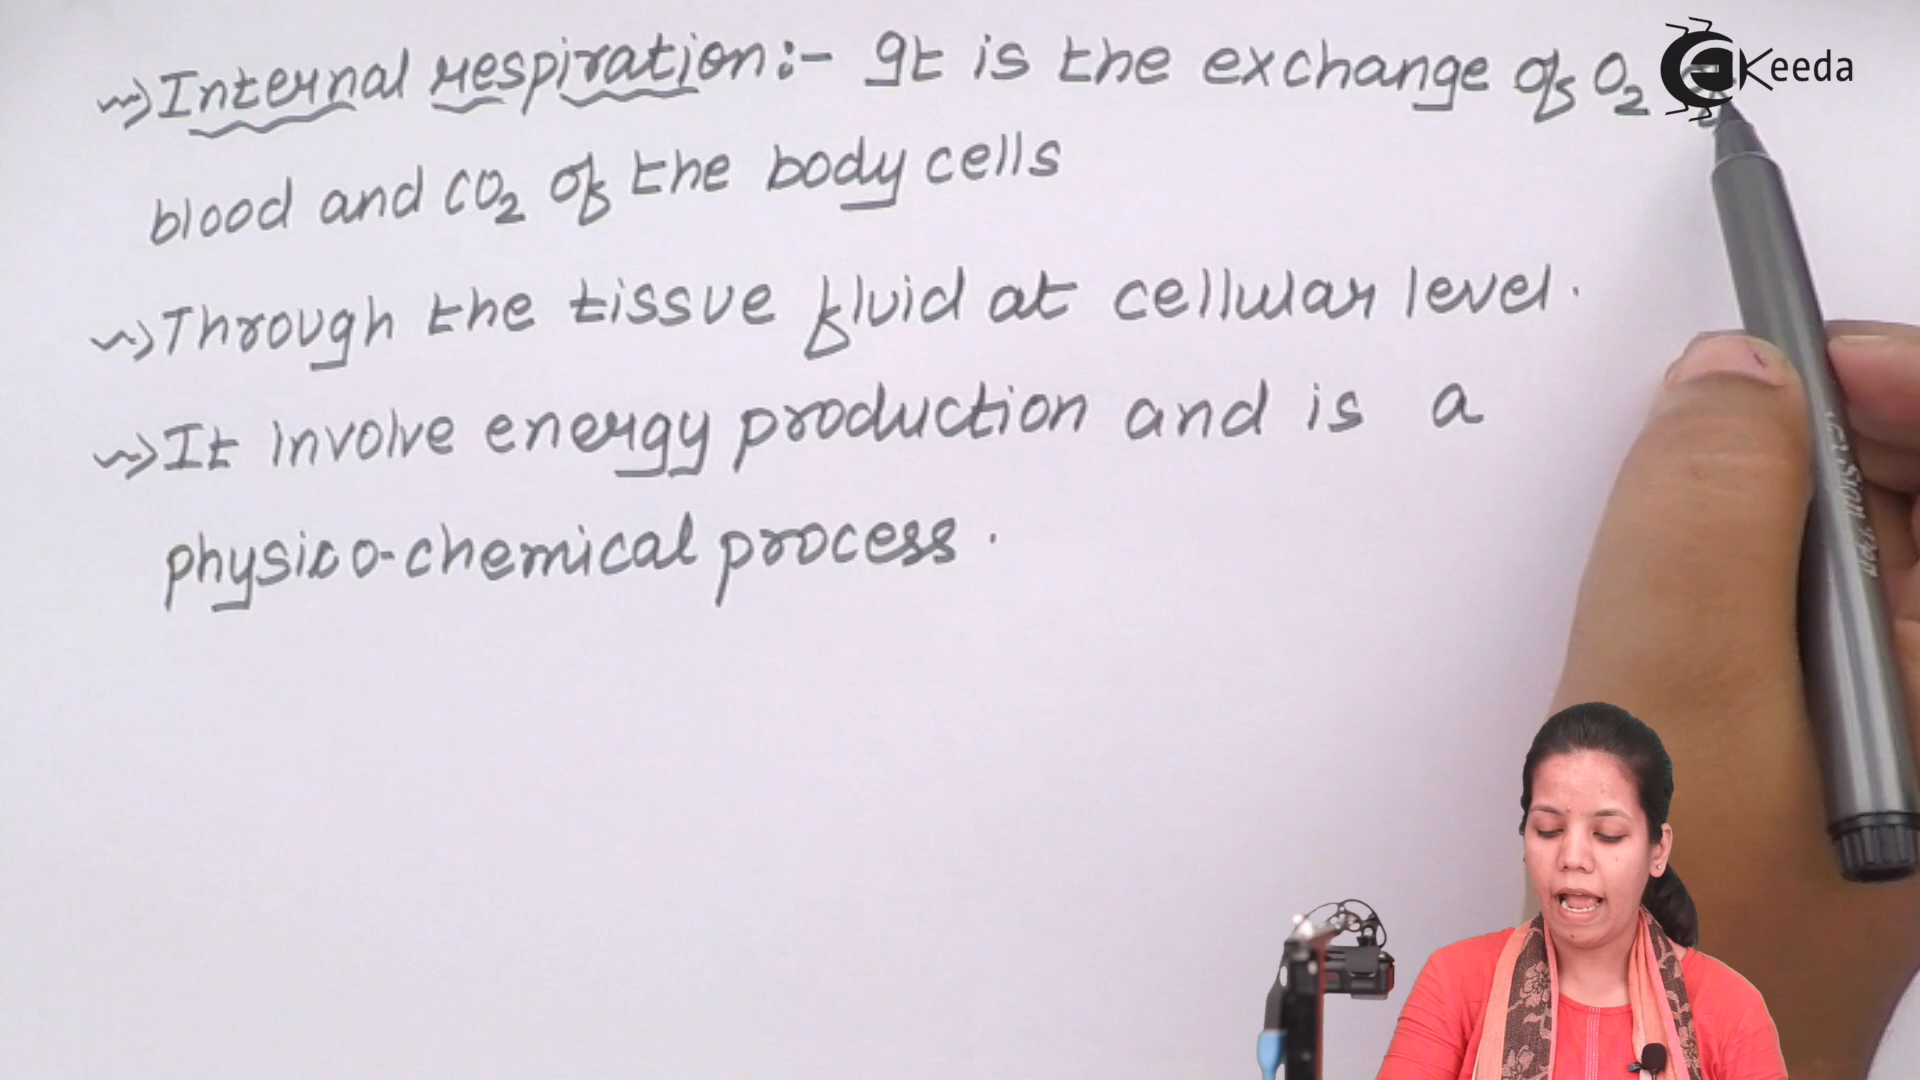 ⇝Internal respiration:- It is the exchange of O₂
Keeda
blood and CO₂ of the body cells
⇝Through the tissue fluid at cellular level.
⇝It involve energy production and is a
physico-chemical process.